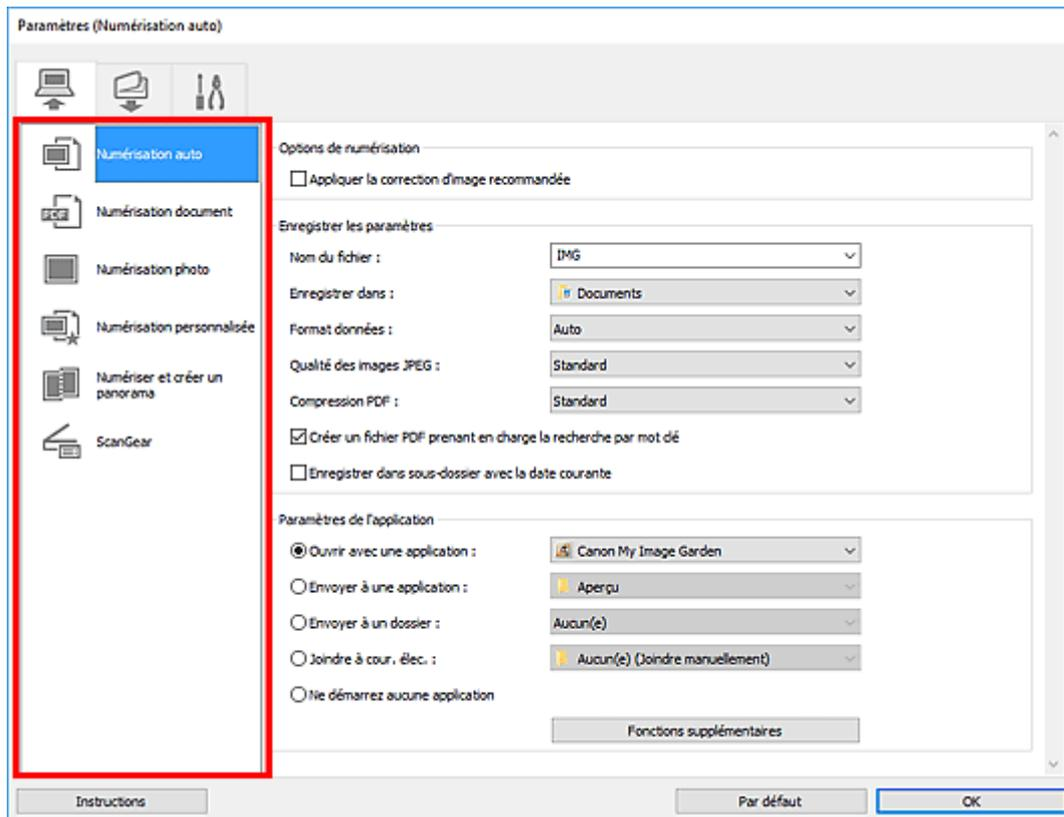 Paramètres (Numérisation auto)
Numérisation auto
PDF
Numérisation document
Numérisation photo
Numérisation personnalisée
Numériser et créer un
panorama
ScanGear
Options de numérisation
Appliquer la correction d'image recommandée
Enregistrer les paramètres
Nom du fichier : IMG
Enregistrer dans : Documents
Format données : Auto
Qualité des images JPEG : Standard
Compression PDF : Standard
Créer un fichier PDF prenant en charge la recherche par mot clé
Enregistrer dans sous-dossier avec la date courante
Paramètres de l'application
Ouvrir avec une application : Canon My Image Garden
Envoyer à une application : Aperçu
Envoyer à un dossier : Aucun(e)
Joindre à cour. élec. : Aucun(e) (Joindre manuellement)
Ne démarrez aucune application
Fonctions supplémentaires
Instructions
Par défaut
OK